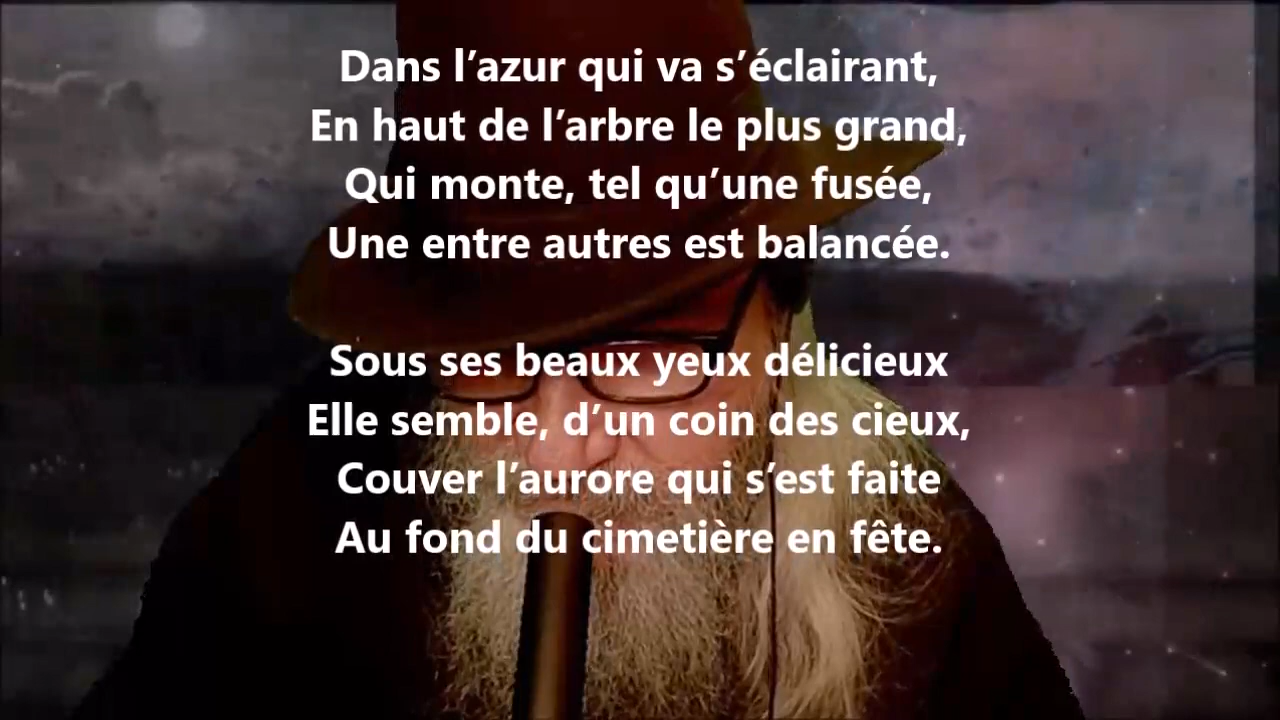 Dans l’azur qui va s’éclairant,
En haut de l’arbre le plus grand,
Qui monte, tel qu’une fusée,
Une entre autres est balancée.
Sous ses beaux yeux délicieux
Elle semble, d’un coin des cieux,
Couver l’aurore qui s’est faite
Au fond du cimetière en fête.